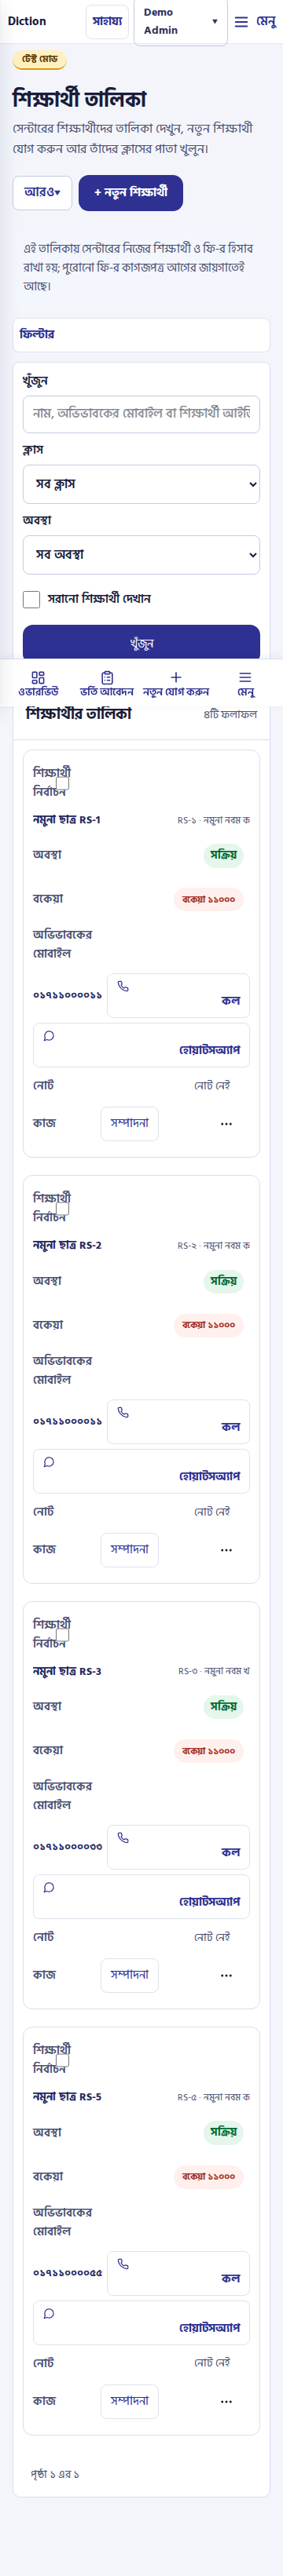 Diction
সাহায্য
Demo Admin
▾
মেনু
টেস্ট মোড
শিক্ষার্থী তালিকা
সেন্টারের শিক্ষার্থীদের তালিকা দেখুন, নতুন শিক্ষার্থী
যোগ করুন আর তাঁদের ক্লাসের পাতা খুলুন।
আরও▾
+ নতুন শিক্ষার্থী
এই তালিকায় সেন্টারের নিজের শিক্ষার্থী ও ফি-র হিসাব
রাখা হয়; পুরোনো ফি-র কাগজপত্র আগের জায়গাতেই
আছে।
ফিল্টার
খুঁজুন
নাম, অভিভাবকের মোবাইল বা শিক্ষার্থী আইডি
ক্লাস
সব ক্লাস
অবস্থা
সব অবস্থা
সরানো শিক্ষার্থী দেখান
খুঁজুন
ওভারভিউ
ভর্তি আবেদন
নতুন যোগ করুন
মেনু
শিক্ষার্থীর তালিকা
৪টি ফলাফল
শিক্ষার্থী
নির্বাচন
নমুনা ছাত্র RS-1
RS-১ · নমুনা নবম ক
অবস্থা
সক্রিয়
বকেয়া
বকেয়া ১১০০০
অভিভাবকের
মোবাইল
০১৭১১০০০০১১
কল
হোয়াটসঅ্যাপ
নোট
নোট নেই
কাজ
সম্পাদনা
...
শিক্ষার্থী
নির্বাচন
নমুনা ছাত্র RS-2
RS-২ · নমুনা নবম ক
অবস্থা
সক্রিয়
বকেয়া
বকেয়া ১১০০০
অভিভাবকের
মোবাইল
০১৭১১০০০০১১
কল
হোয়াটসঅ্যাপ
নোট
নোট নেই
কাজ
সম্পাদনা
...
শিক্ষার্থী
নির্বাচন
নমুনা ছাত্র RS-3
RS-৩ · নমুনা নবম খ
অবস্থা
সক্রিয়
বকেয়া
বকেয়া ১১০০০
অভিভাবকের
মোবাইল
০১৭১১০০০০৩৩
কল
হোয়াটসঅ্যাপ
নোট
নোট নেই
কাজ
সম্পাদনা
...
শিক্ষার্থী
নির্বাচন
নমুনা ছাত্র RS-5
RS-৫ · নমুনা নবম ক
অবস্থা
সক্রিয়
বকেয়া
বকেয়া ১১০০০
অভিভাবকের
মোবাইল
০১৭১১০০০০৫৫
কল
হোয়াটসঅ্যাপ
নোট
নোট নেই
কাজ
সম্পাদনা
...
পৃষ্ঠা ১ এর ১